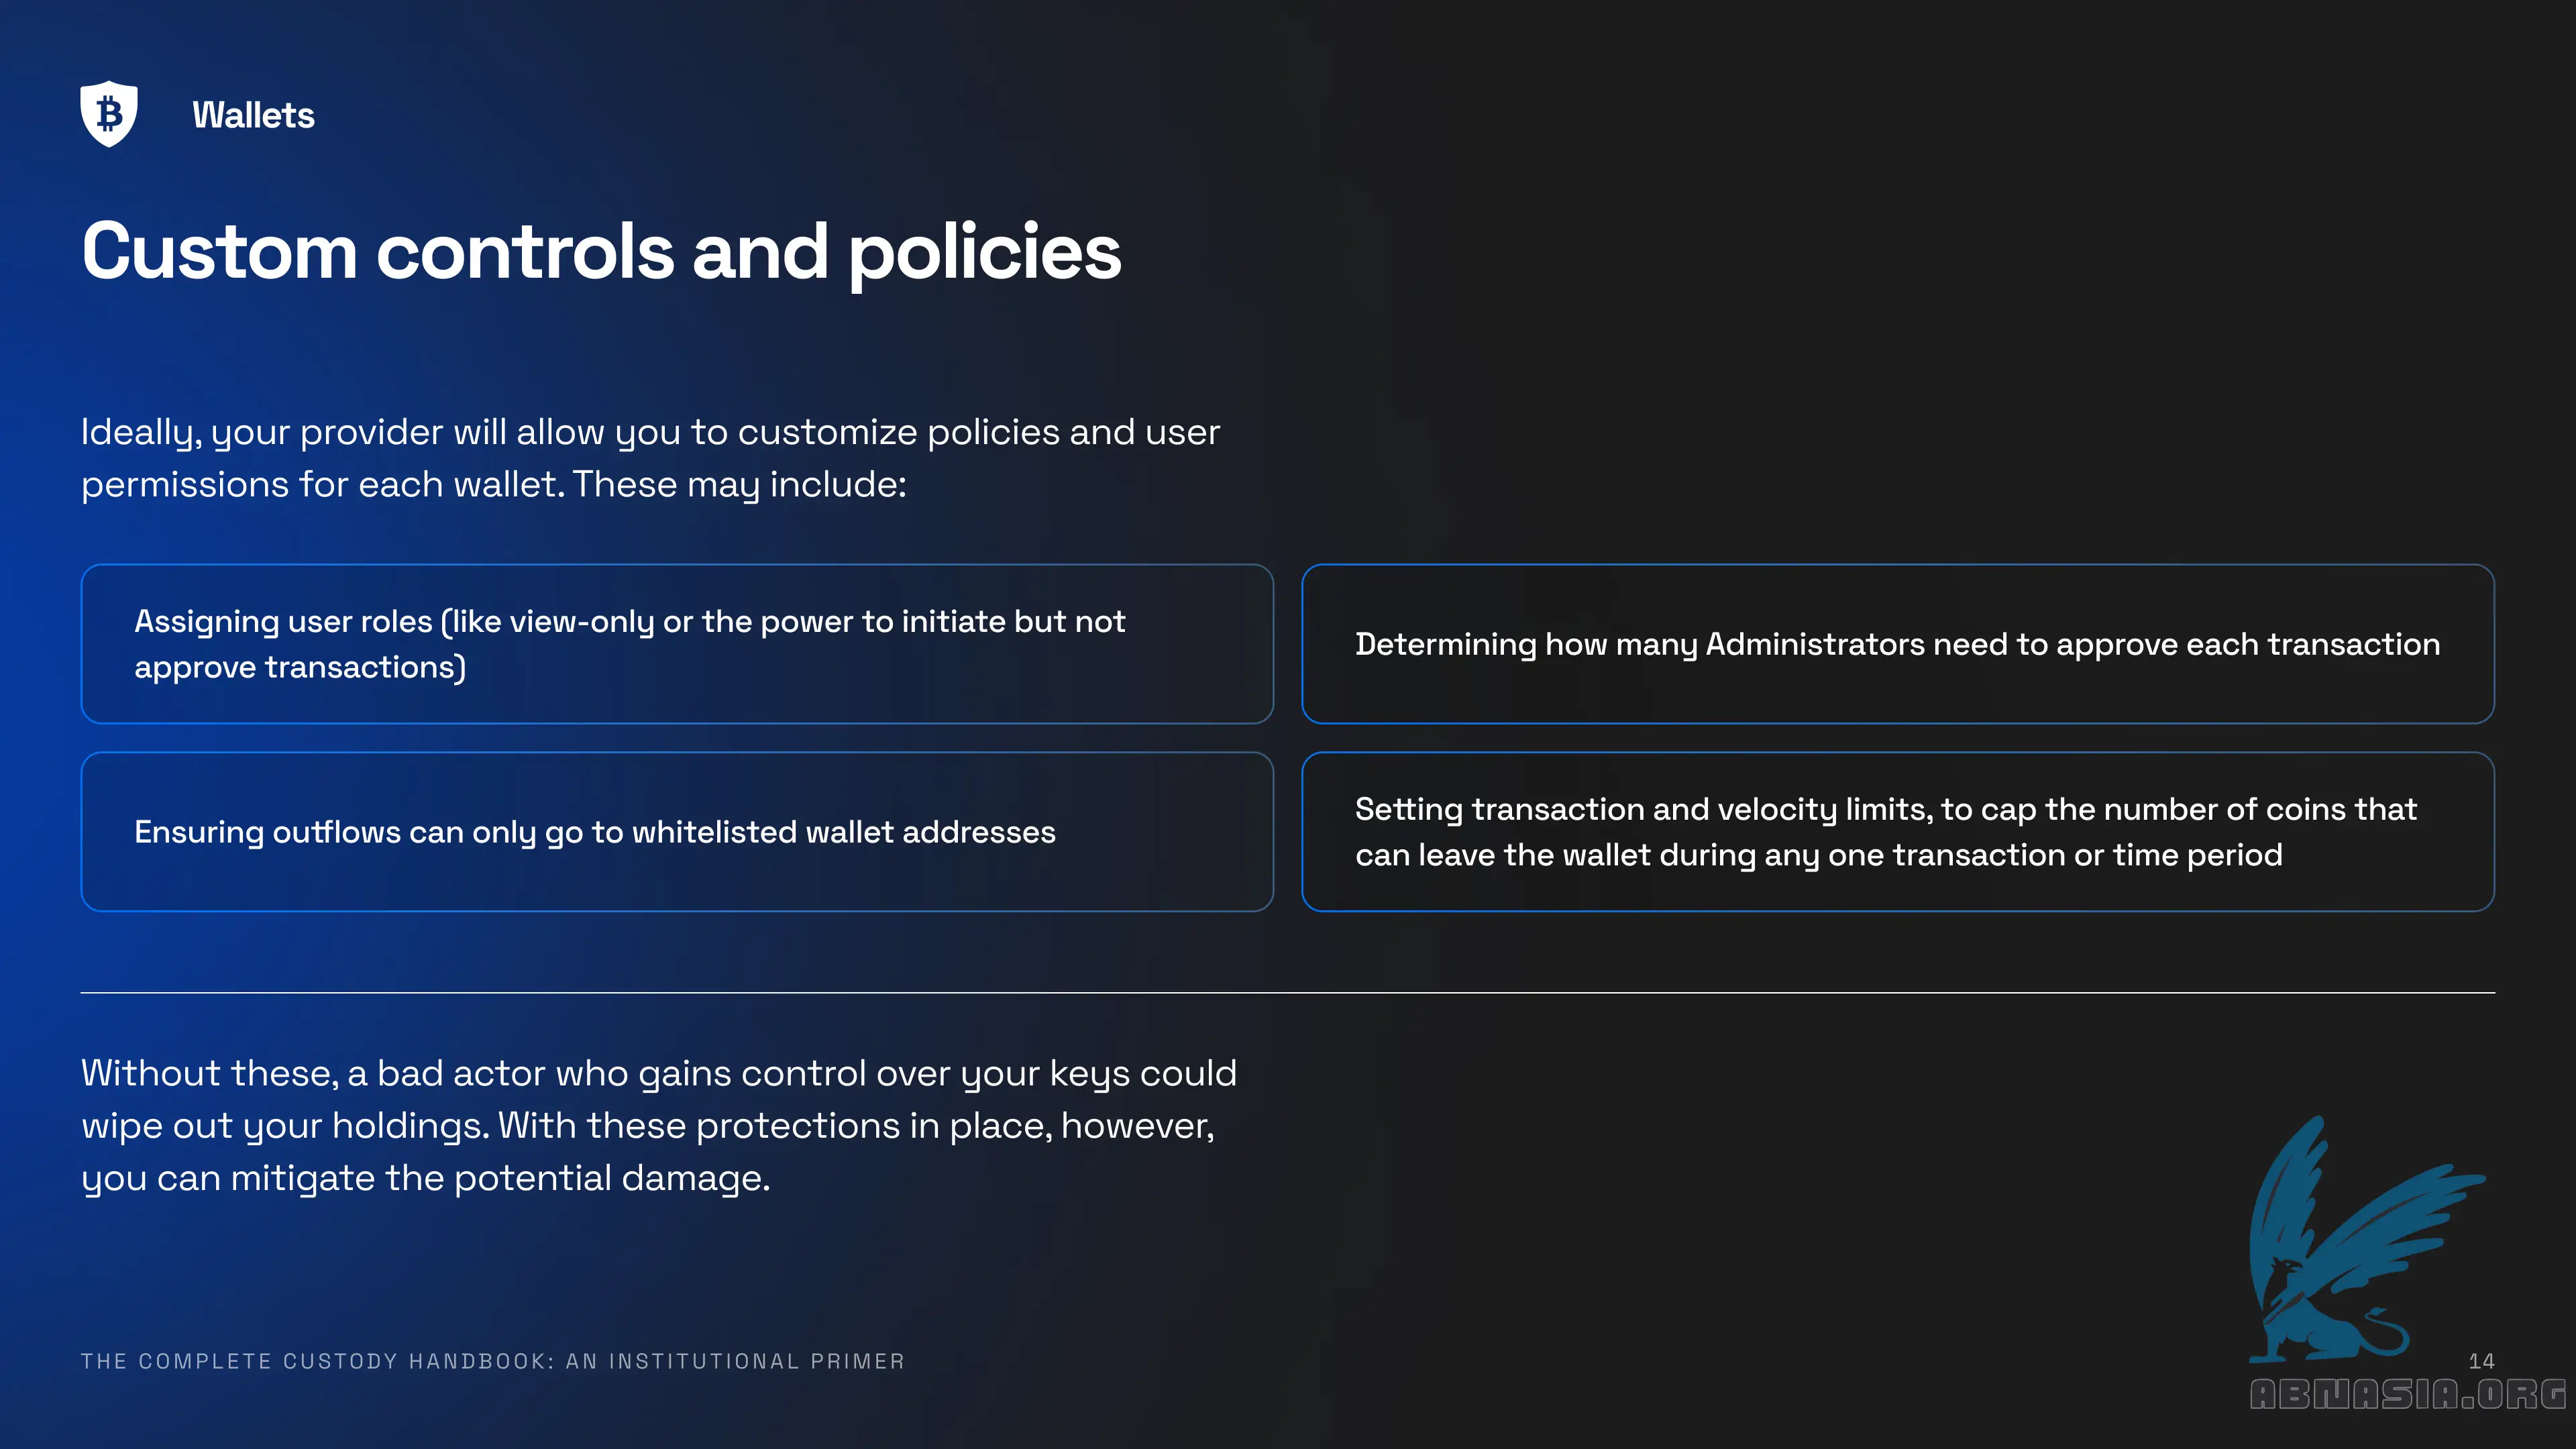 Wallets
Custom controls and policies
Ideally, your provider will allow you to customize policies and user
permissions for each wallet. These may include:
Assigning user roles (like view-only or the power to initiate but not
approve transactions)
Determining how many Administrators need to approve each transaction
Ensuring outflows can only go to whitelisted wallet addresses
Setting transaction and velocity limits, to cap the number of coins that
can leave the wallet during any one transaction or time period
Without these, a bad actor who gains control over your keys could
wipe out your holdings. With these protections in place, however,
you can mitigate the potential damage.
THE COMPLETE CUSTODY HANDBOOK: AN INSTITUTIONAL PRIMER
14
ABNASIA.ORG